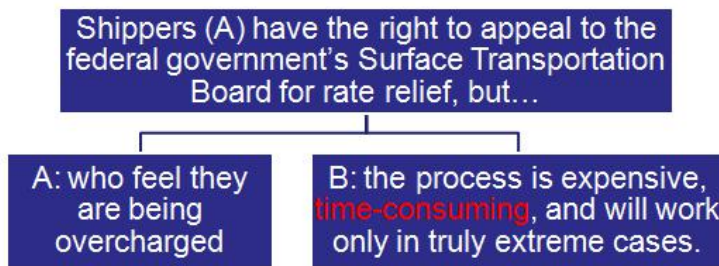 Shippers (A) have the right to appeal to the
federal government's Surface Transportation
Board for rate relief, but…
A: who feel they
are being
overcharged
B: the process is expensive,
time-consuming, and will work
only in truly extreme cases.